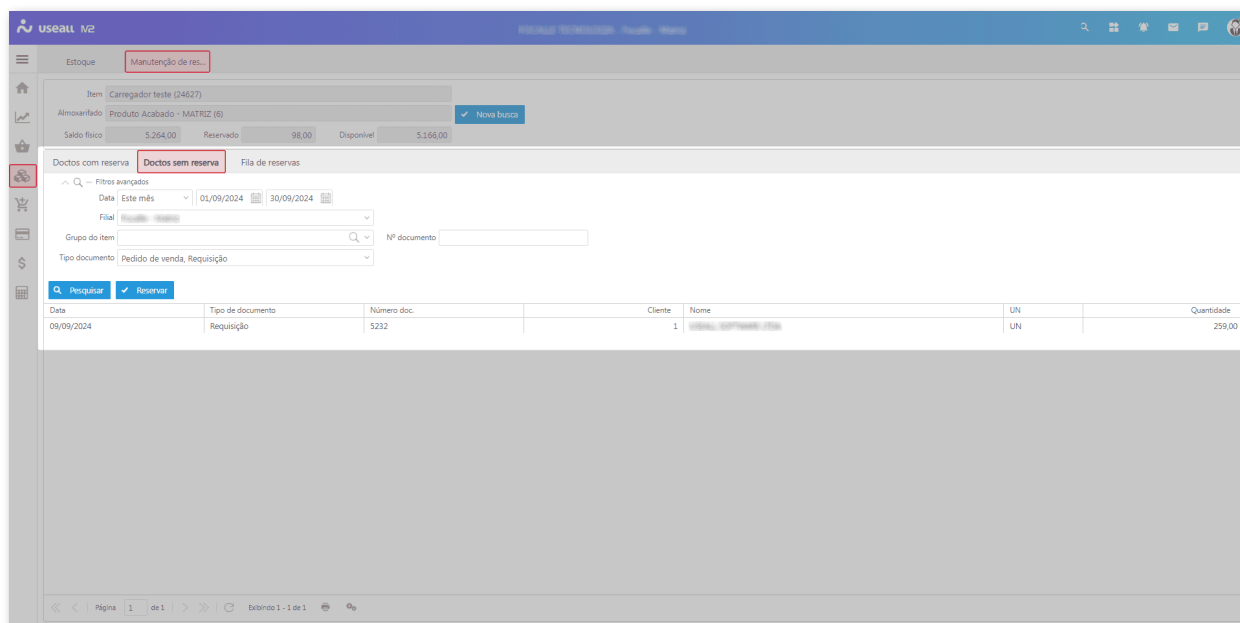 useall M2
Estoque Manutenção de res...
Item Carregador teste (24627)
Almoxarifado Produto Acabado - MATRIZ (6) Nova busca
Saldo físico 5.264,00 Reservado 98,00 Disponível 5.166,00
Doctos com reserva Doctos sem reserva Fila de reservas
Filtros avançados
Data Este mês 01/09/2024 30/09/2024
Filial
Grupo do item Nº documento
Tipo documento Pedido de venda, Requisição
Pesquisar Reservar
Data Tipo de documento Número doc. Cliente Nome UN Quantidade
09/09/2024 Requisição 5232 1 UN 259,00
Página 1 de 1 Exibindo 1 - 1 de 1